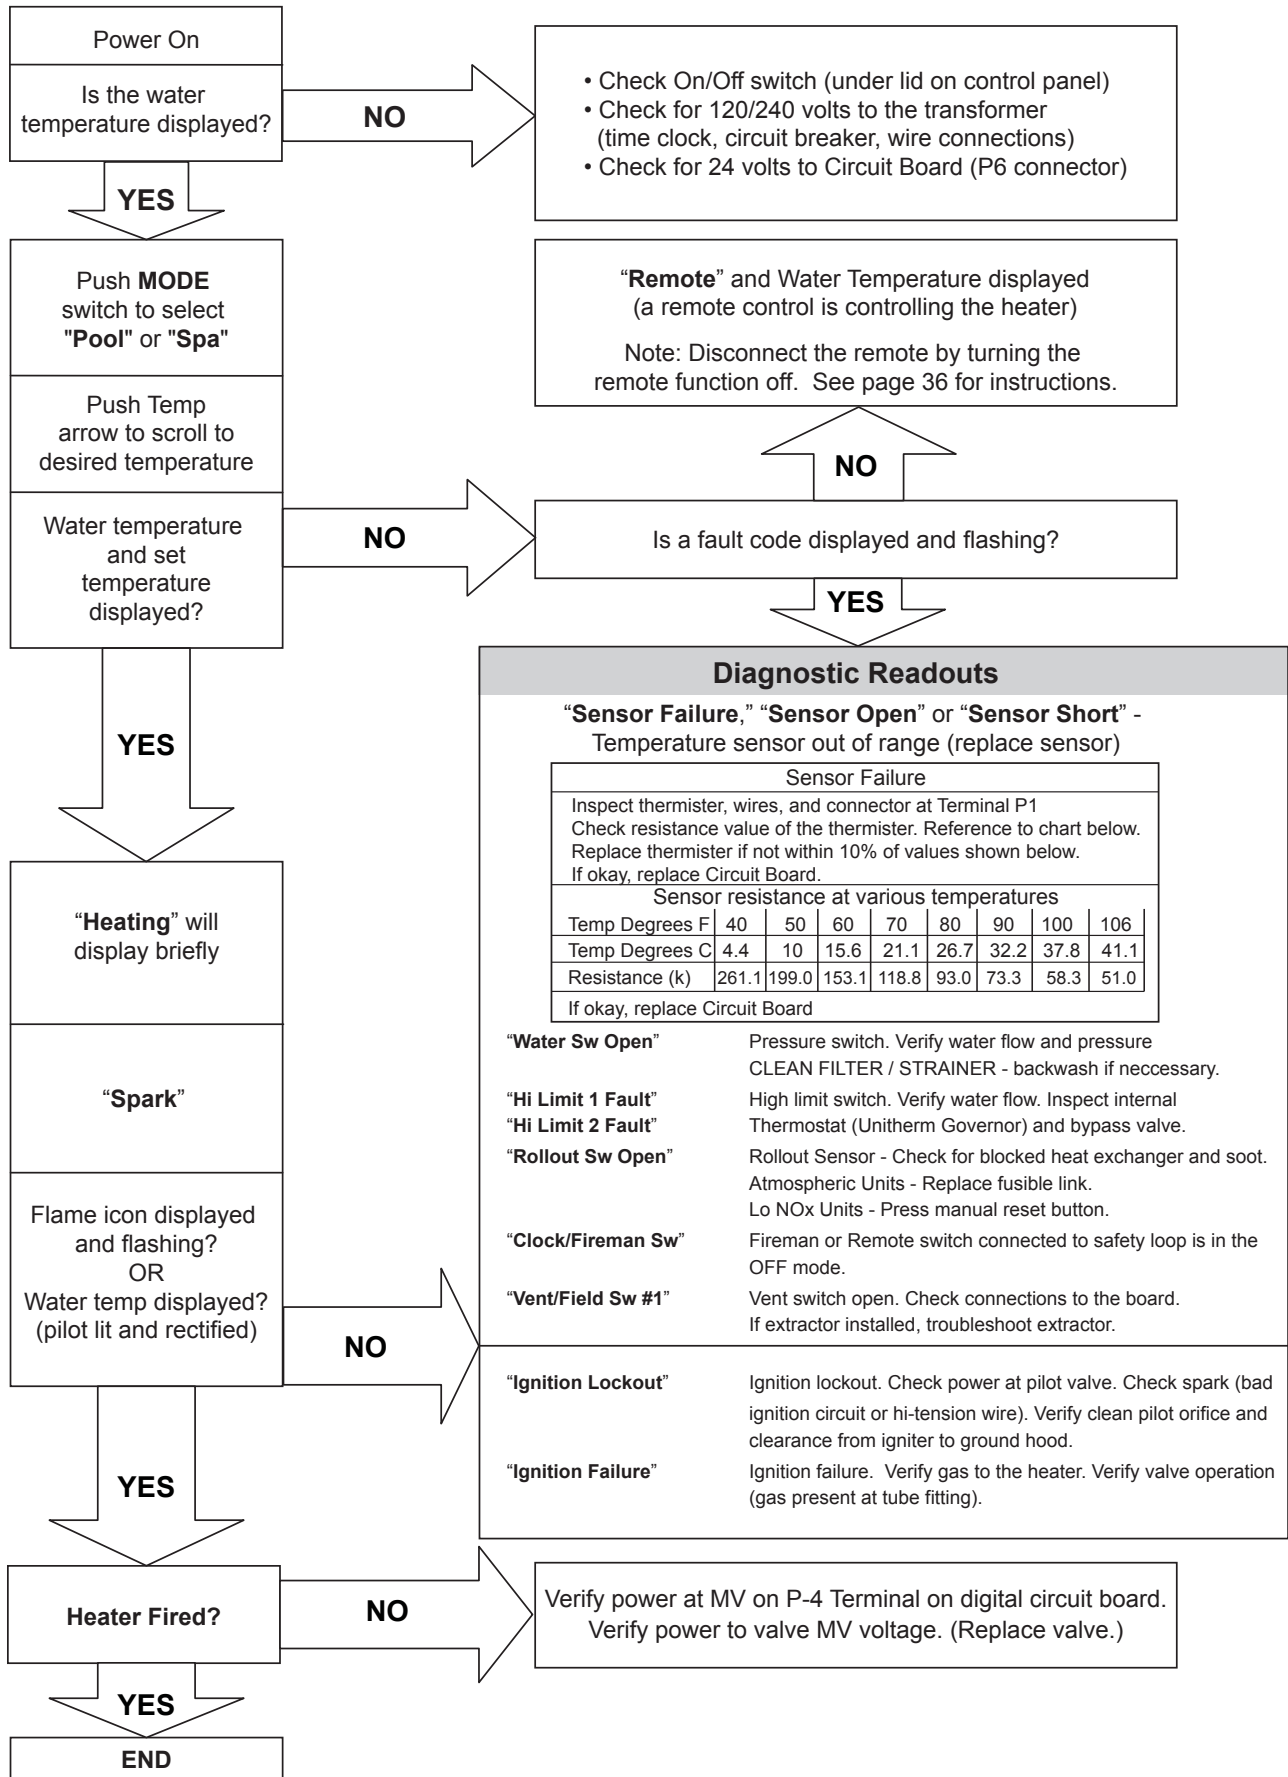 Power On
Is the water
temperature displayed?
NO
• Check On/Off switch (under lid on control panel)
• Check for 120/240 volts to the transformer
(time clock, circuit breaker, wire connections)
• Check for 24 volts to Circuit Board (P6 connector)
YES
Push MODE
switch to select
"Pool" or "Spa"
Push Temp
arrow to scroll to
desired temperature
Water temperature
and set
temperature
displayed?
NO
“Remote” and Water Temperature displayed
(a remote control is controlling the heater)
Note: Disconnect the remote by turning the
remote function off. See page 36 for instructions.
NO
Is a fault code displayed and flashing?
YES
YES
Diagnostic Readouts
“Sensor Failure,” “Sensor Open” or “Sensor Short” -
Temperature sensor out of range (replace sensor)
Sensor Failure
Inspect thermister, wires, and connector at Terminal P1
Check resistance value of the thermister. Reference to chart below.
Replace thermister if not within 10% of values shown below.
If okay, replace Circuit Board.
Sensor resistance at various temperatures
Temp Degrees F 40 50 60 70 80 90 100 106
Temp Degrees C 4.4 10 15.6 21.1 26.7 32.2 37.8 41.1
Resistance (k) 261.1 199.0 153.1 118.8 93.0 73.3 58.3 51.0
If okay, replace Circuit Board
“Water Sw Open” Pressure switch. Verify water flow and pressure
CLEAN FILTER / STRAINER - backwash if neccessary.
“Hi Limit 1 Fault” High limit switch. Verify water flow. Inspect internal
“Hi Limit 2 Fault” Thermostat (Unitherm Governor) and bypass valve.
“Rollout Sw Open” Rollout Sensor - Check for blocked heat exchanger and soot.
Atmospheric Units - Replace fusible link.
Lo NOx Units - Press manual reset button.
“Clock/Fireman Sw” Fireman or Remote switch connected to safety loop is in the
OFF mode.
“Vent/Field Sw #1” Vent switch open. Check connections to the board.
If extractor installed, troubleshoot extractor.
“Ignition Lockout” Ignition lockout. Check power at pilot valve. Check spark (bad
ignition circuit or hi-tension wire). Verify clean pilot orifice and
clearance from igniter to ground hood.
“Ignition Failure” Ignition failure. Verify gas to the heater. Verify valve operation
(gas present at tube fitting).
“Heating” will
display briefly
“Spark”
Flame icon displayed
and flashing?
OR
Water temp displayed?
(pilot lit and rectified)
NO
YES
Heater Fired?
NO
Verify power at MV on P-4 Terminal on digital circuit board.
Verify power to valve MV voltage. (Replace valve.)
YES
END